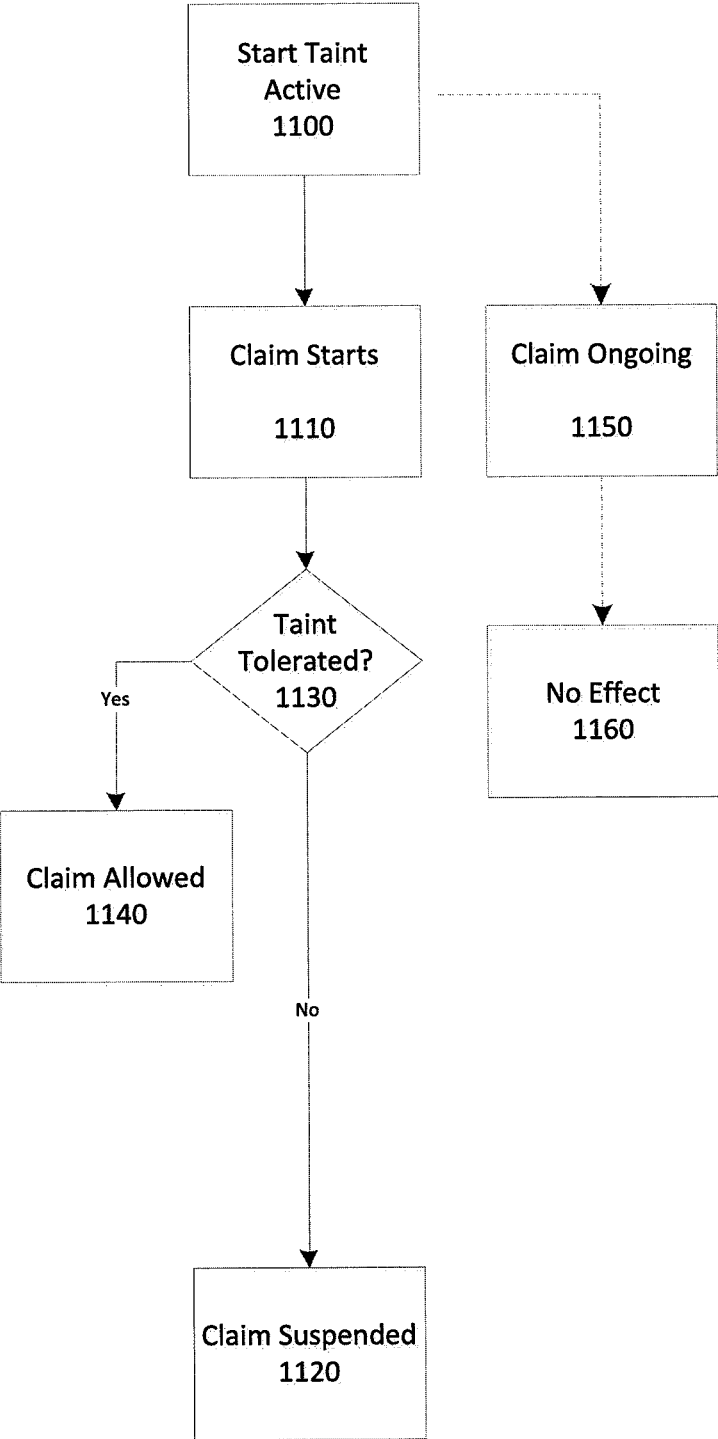 Start Taint
Active
1100
Claim Starts
1110
Claim Ongoing
1150
Taint
Tolerated?
1130
Yes
No Effect
1160
Claim Allowed
1140
No
Claim Suspended
1120